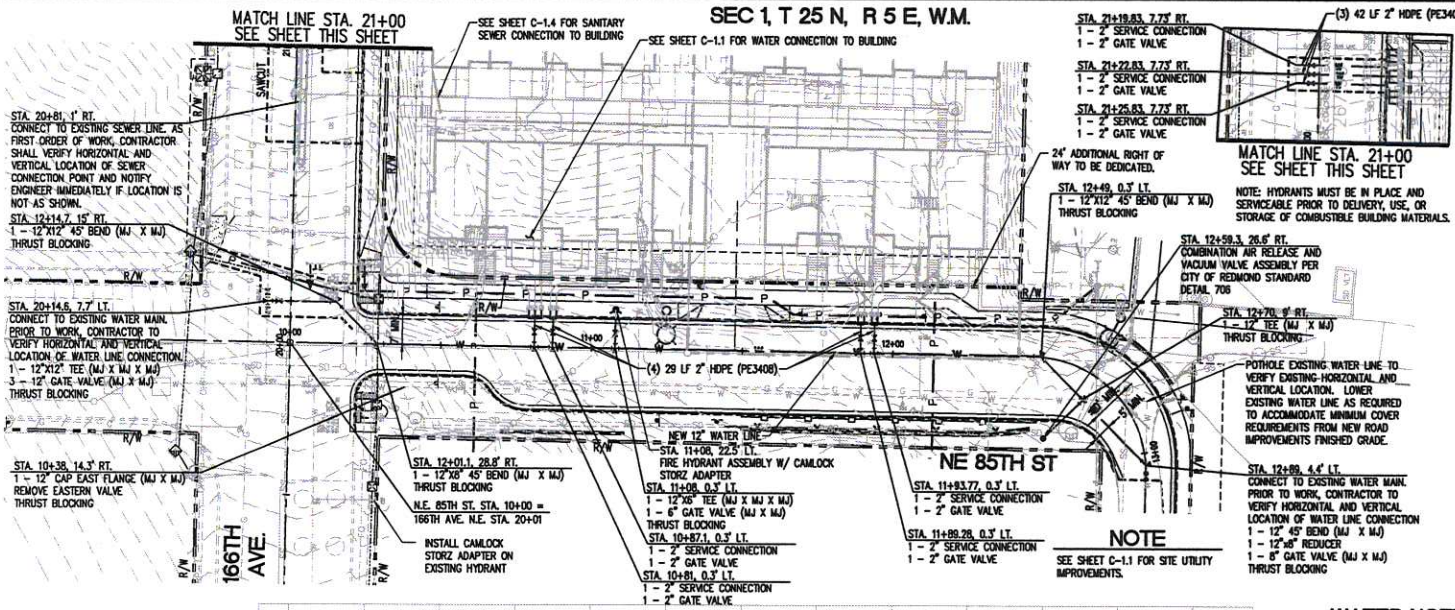 MATCH LINE STA. 21+00
SEE SHEET THIS SHEET
SEE SHEET C-1.4 FOR SANITARY
SEWER CONNECTION TO BUILDING
SEC 1, T 25 N, R 5 E, W.M.
SEE SHEET C-1.1 FOR WATER CONNECTION TO BUILDING
STA. 21+19.83, 7.73' RT.
1 - 2" SERVICE CONNECTION
1 - 2" GATE VALVE
STA. 21+22.83, 7.73' RT.
1 - 2" SERVICE CONNECTION
1 - 2" GATE VALVE
STA. 21+25.83, 7.73' RT.
1 - 2" SERVICE CONNECTION
1 - 2" GATE VALVE
(3) 42 LF 2" HDPE (PE340
MATCH LINE STA. 21+00
SEE SHEET THIS SHEET
NOTE: HYDRANTS MUST BE IN PLACE AND
SERVICEABLE PRIOR TO DELIVERY, USE, OR
STORAGE OF COMBUSTIBLE BUILDING MATERIALS.
STA. 20+81, 1' RT.
CONNECT TO EXISTING SEWER LINE. AS
FIRST ORDER OF WORK, CONTRACTOR
SHALL VERIFY HORIZONTAL AND
VERTICAL LOCATION OF SEWER
CONNECTION POINT AND NOTIFY
ENGINEER IMMEDIATELY IF LOCATION IS
NOT AS SHOWN.
STA. 12+14.7, 15' RT.
1 - 12"X12" 45° BEND (MJ X MJ)
THRUST BLOCKING
STA. 20+14.6, 7.7' LT.
CONNECT TO EXISTING WATER MAIN.
PRIOR TO WORK, CONTRACTOR TO
VERIFY HORIZONTAL AND VERTICAL
LOCATION OF WATER LINE CONNECTION.
1 - 12"X12" TEE (MJ X MJ X MJ)
3 - 12" GATE VALVE (MJ X MJ)
THRUST BLOCKING
STA. 10+38, 14.3' RT.
1 - 12" CAP EAST FLANGE (MJ X MJ)
REMOVE EASTERN VALVE
THRUST BLOCKING
R/W
SAWCUT
21
R/W
R/W
R/W
R/W
R/W
10+00
20+00
11+00
12+00
13+00
24' ADDITIONAL RIGHT OF
WAY TO BE DEDICATED.
STA. 12+49, 0.3' LT.
1 - 12"X12" 45° BEND (MJ X MJ)
THRUST BLOCKING
STA. 12+59.3, 26.6' RT.
COMBINATION AIR RELEASE AND
VACUUM VALVE ASSEMBLY PER
CITY OF REDMOND STANDARD
DETAIL 706
STA. 12+70, 9' RT.
1 - 12" TEE (MJ X MJ)
THRUST BLOCKING
POTHOLE EXISTING WATER LINE TO
VERIFY EXISTING HORIZONTAL AND
VERTICAL LOCATION. LOWER
EXISTING WATER LINE AS REQUIRED
TO ACCOMMODATE MINIMUM COVER
REQUIREMENTS FROM NEW ROAD
IMPROVEMENTS FINISHED GRADE.
STA. 12+89, 4.4' LT.
CONNECT TO EXISTING WATER MAIN.
PRIOR TO WORK, CONTRACTOR TO
VERIFY HORIZONTAL AND VERTICAL
LOCATION OF WATER LINE CONNECTION
1 - 12" 45° BEND (MJ X MJ)
1 - 12"x8" REDUCER
1 - 8" GATE VALVE (MJ X MJ)
THRUST BLOCKING
(4) 29 LF 2" HDPE (PE3408)
NEW 12" WATER LINE
NE 85TH ST
STA. 12+01.1, 28.8' RT.
1 - 12"X8" 45° BEND (MJ X MJ)
THRUST BLOCKING
N.E. 85TH ST. STA. 10+00 =
166TH AVE. N.E. STA. 20+01
INSTALL CAMLOCK
STORZ ADAPTER ON
EXISTING HYDRANT
166TH
AVE.
STA. 11+08, 22.5' LT.
FIRE HYDRANT ASSEMBLY W/ CAMLOCK
STORZ ADAPTER
STA. 11+08, 0.3' LT.
1 - 12"X6" TEE (MJ X MJ X MJ)
1 - 6" GATE VALVE (MJ X MJ)
THRUST BLOCKING
STA. 10+87.1, 0.3' LT.
1 - 2" SERVICE CONNECTION
1 - 2" GATE VALVE
STA. 10+81, 0.3' LT.
1 - 2" SERVICE CONNECTION
1 - 2" GATE VALVE
STA. 11+93.77, 0.3' LT.
1 - 2" SERVICE CONNECTION
1 - 2" GATE VALVE
STA. 11+89.28, 0.3' LT.
1 - 2" SERVICE CONNECTION
1 - 2" GATE VALVE
NOTE
SEE SHEET C-1.1 FOR SITE UTILITY
IMPROVEMENTS.